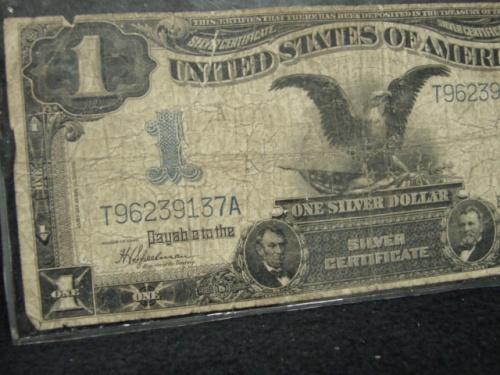 THIS CERTIFIES THAT THERE HAS BEEN DEPOSITED IN THE TREASURY OF THE
SILVER CERTIFICATE
1
UNITED STATES OF AMERI
T96239
1
T96239137A
ONE SILVER DOLLAR
Payable to the
SILVER
CERTIFICATE
ONE
ONE